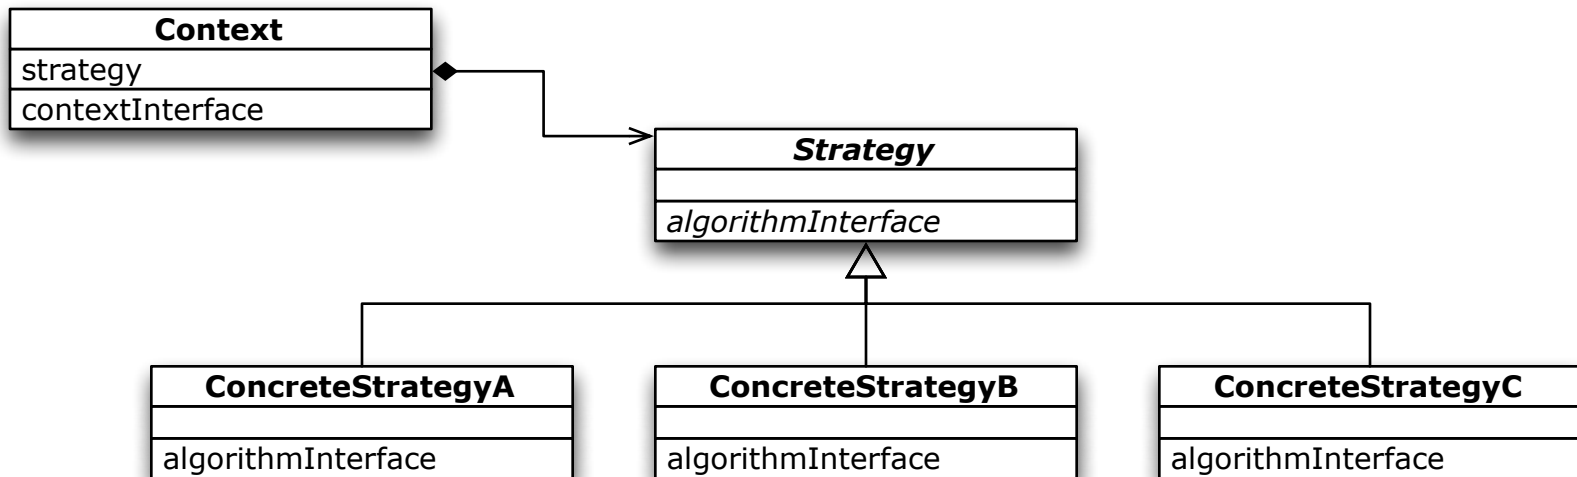 Context
strategy
contextInterface
Strategy
algorithmInterface
ConcreteStrategyA
algorithmInterface
ConcreteStrategyB
algorithmInterface
ConcreteStrategyC
algorithmInterface